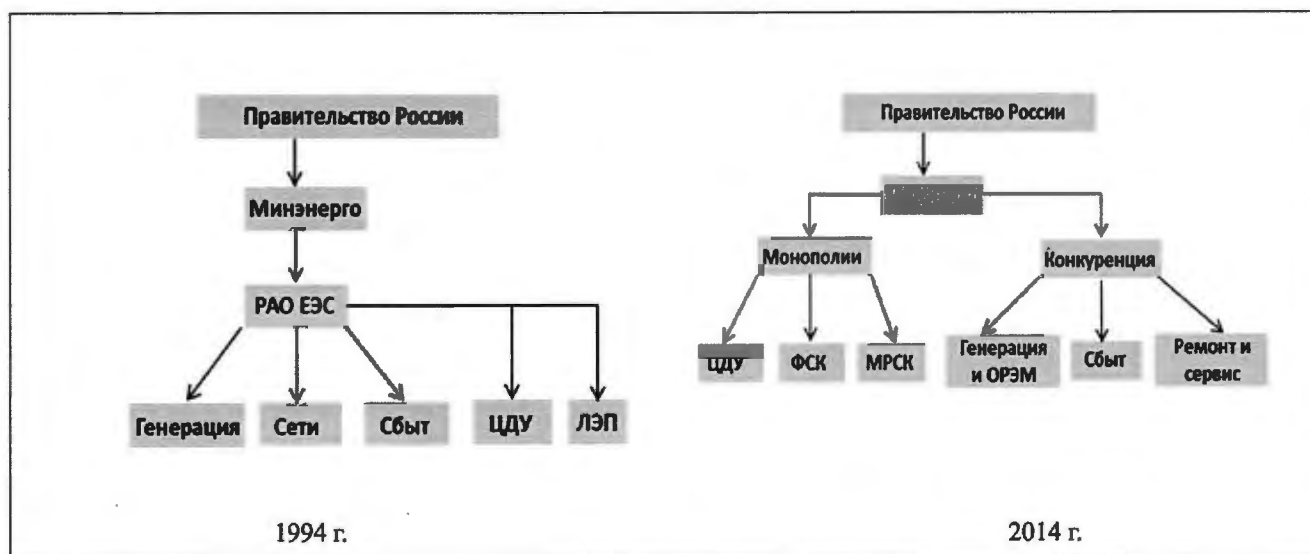 Правительство России
Минэнерго
РАО ЕЭС
Генерация
Сети
Сбыт
ЦДУ
ЛЭП
1994 г.
Правительство России
Монополии
Конкуренция
ЦДУ
ФСК
МРСК
Генерация
и ОРЭМ
Сбыт
Ремонт и
сервис
2014 г.